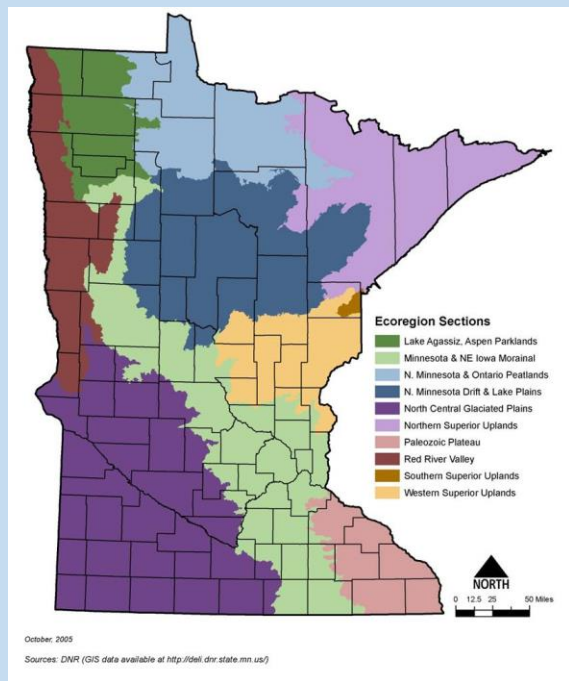 Ecoregion Sections
Lake Agassiz, Aspen Parklands
Minnesota & NE Iowa Morainal
N. Minnesota & Ontario Peatlands
N. Minnesota Drift & Lake Plains
North Central Glaciated Plains
Northern Superior Uplands
Paleozoic Plateau
Red River Valley
Southern Superior Uplands
Western Superior Uplands
NORTH
0 12.5 25 50 Miles
October, 2005
Sources: DNR (GIS data available at http://deli.dnr.state.mn.us/)